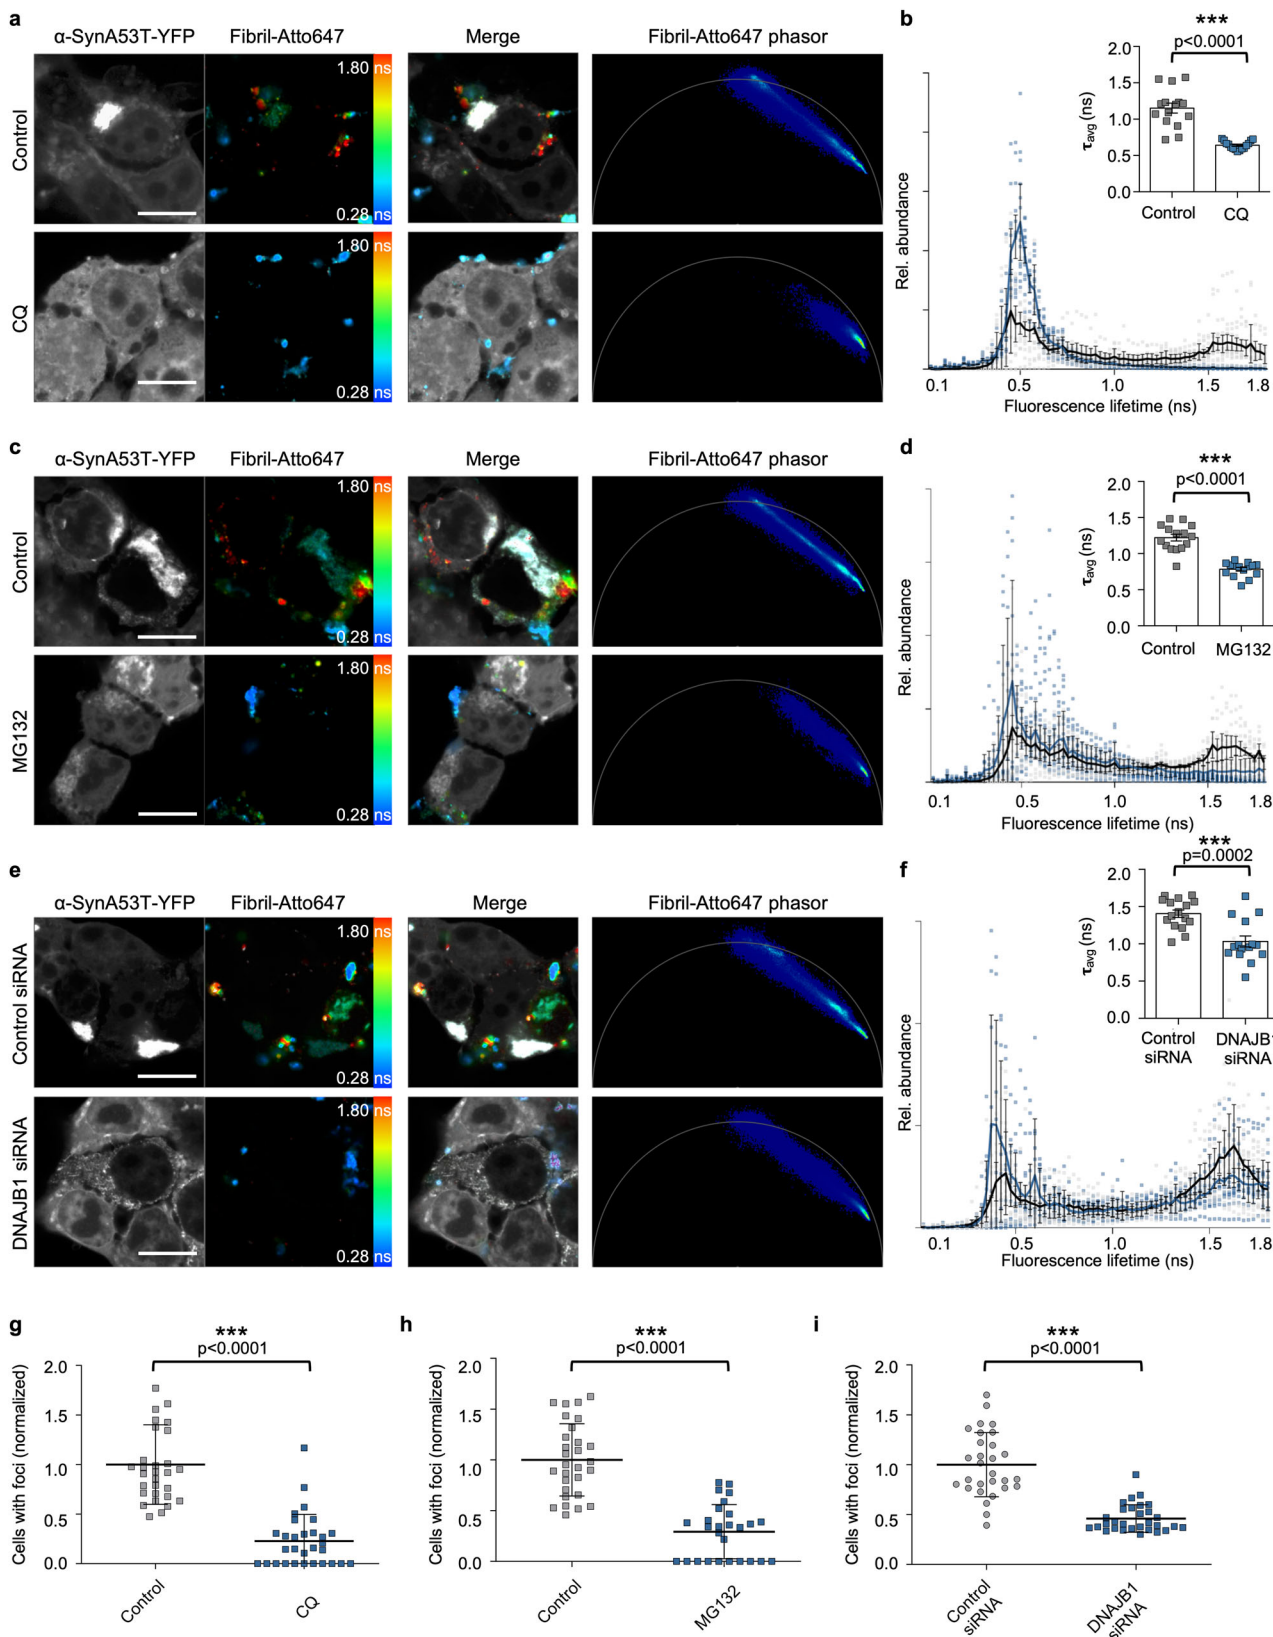 a
α-SynA53T-YFP Fibril-Atto647 Merge Fibril-Atto647 phasor
Control
1.80 ns
0.28 ns
CQ
1.80 ns
0.28 ns
b
***
p<0.0001
2.0
1.5
1.0
0.5
0.0
τavg (ns)
Control CQ
Rel. abundance
0.1 0.5 1.0 1.5 1.8
Fluorescence lifetime (ns)
c
α-SynA53T-YFP Fibril-Atto647 Merge Fibril-Atto647 phasor
Control
1.80 ns
0.28 ns
MG132
1.80 ns
0.28 ns
d
***
p<0.0001
2.0
1.5
1.0
0.5
0.0
τavg (ns)
Control MG132
Rel. abundance
0.1 0.5 1.0 1.5 1.8
Fluorescence lifetime (ns)
e
α-SynA53T-YFP Fibril-Atto647 Merge Fibril-Atto647 phasor
Control siRNA
1.80 ns
0.28 ns
DNAJB1 siRNA
1.80 ns
0.28 ns
f
***
p=0.0002
2.0
1.5
1.0
0.5
0.0
τavg (ns)
Control DNAJB1
siRNA siRNA
Rel. abundance
0.1 0.5 1.0 1.5 1.8
Fluorescence lifetime (ns)
g
***
p<0.0001
2.0
1.5
1.0
0.5
0.0
Cells with foci (normalized)
Control CQ
h
***
p<0.0001
2.0
1.5
1.0
0.5
0.0
Cells with foci (normalized)
Control MG132
i
***
p<0.0001
2.0
1.5
1.0
0.5
0.0
Cells with foci (normalized)
Control DNAJB1
siRNA siRNA